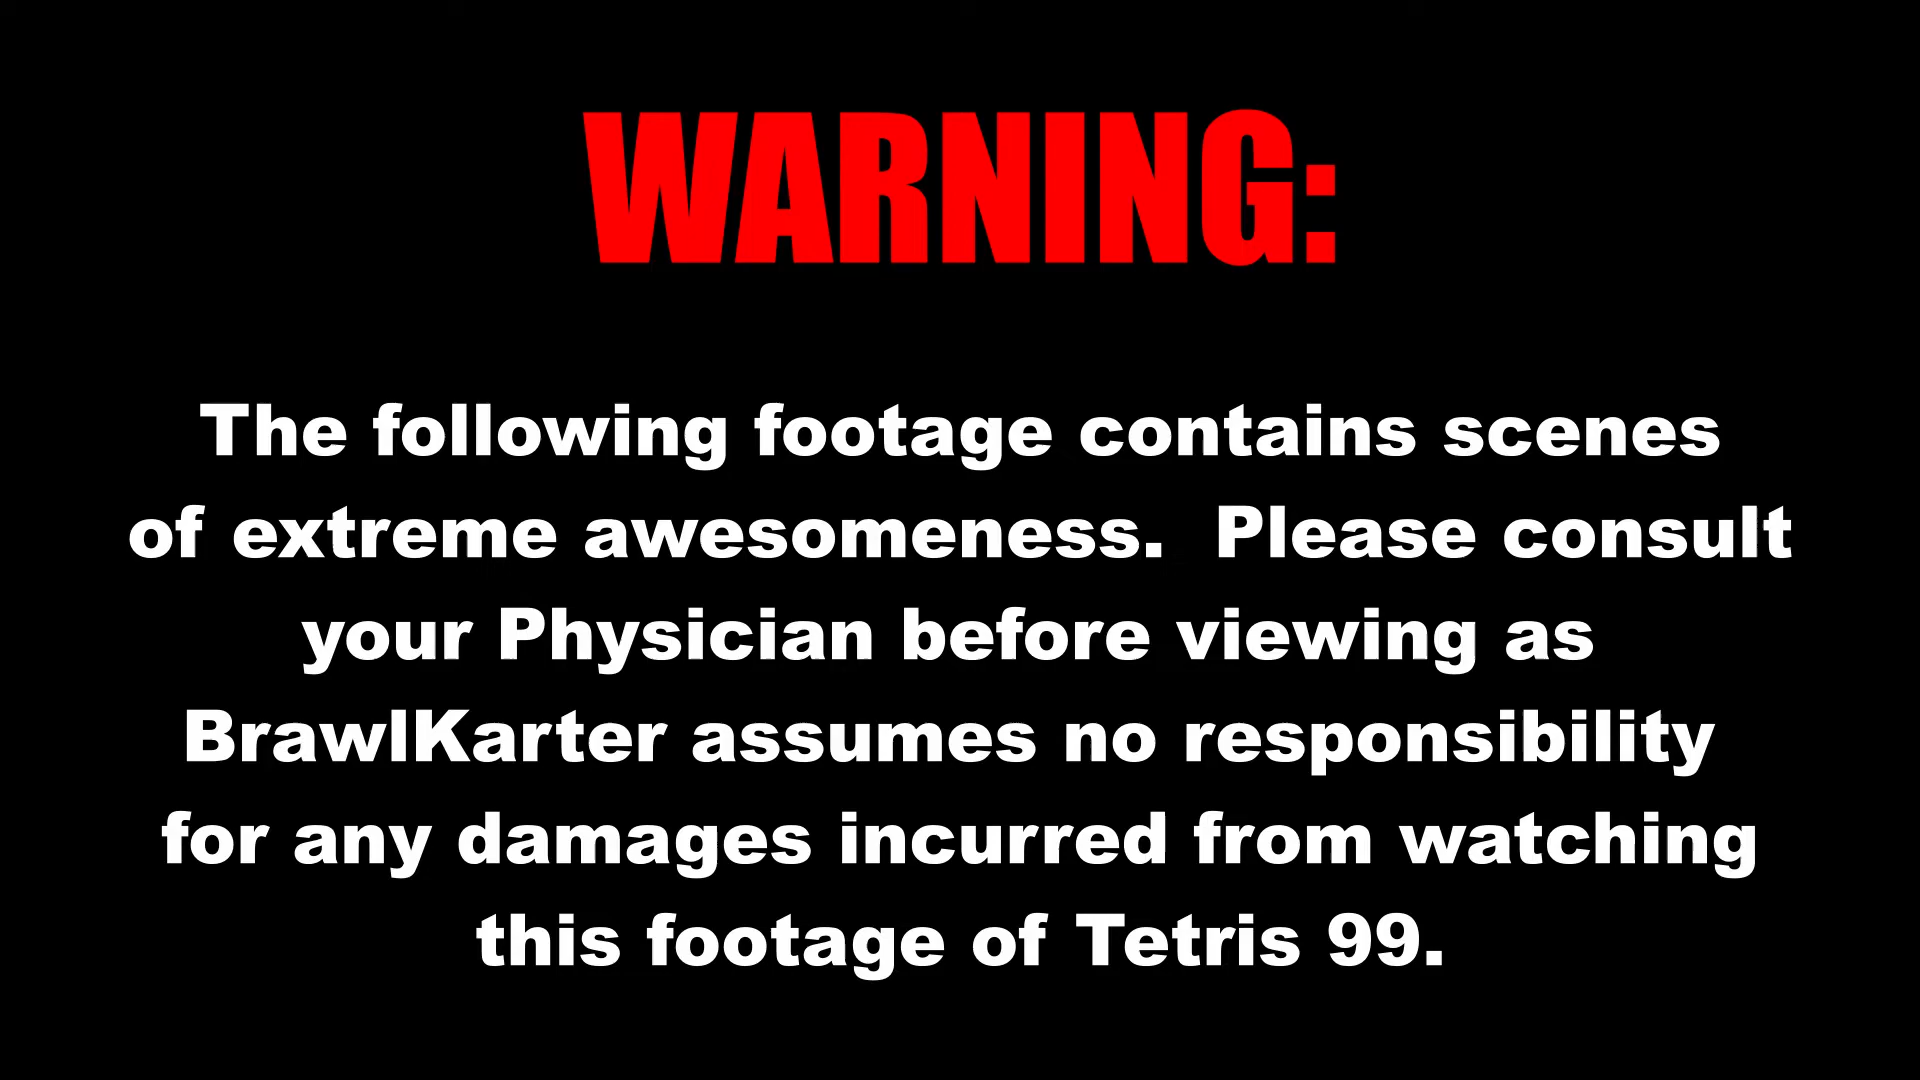 WARNING:
The following footage contains scenes
of extreme awesomeness.  Please consult
your Physician before viewing as
BrawlKarter assumes no responsibility
for any damages incurred from watching
this footage of Tetris 99.